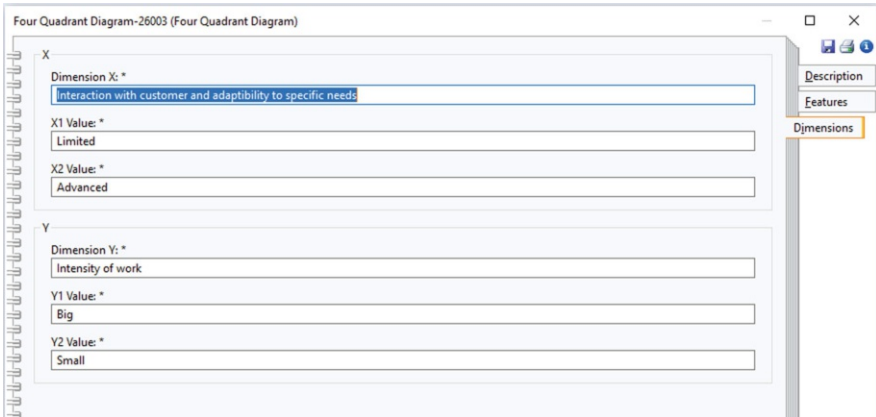 Four Quadrant Diagram-26003 (Four Quadrant Diagram)
X
Dimension X: *
Interaction with customer and adaptibility to specific needs
X1 Value: *
Limited
X2 Value: *
Advanced
Y
Dimension Y: *
Intensity of work
Y1 Value: *
Big
Y2 Value: *
Small
Description
Features
Dimensions